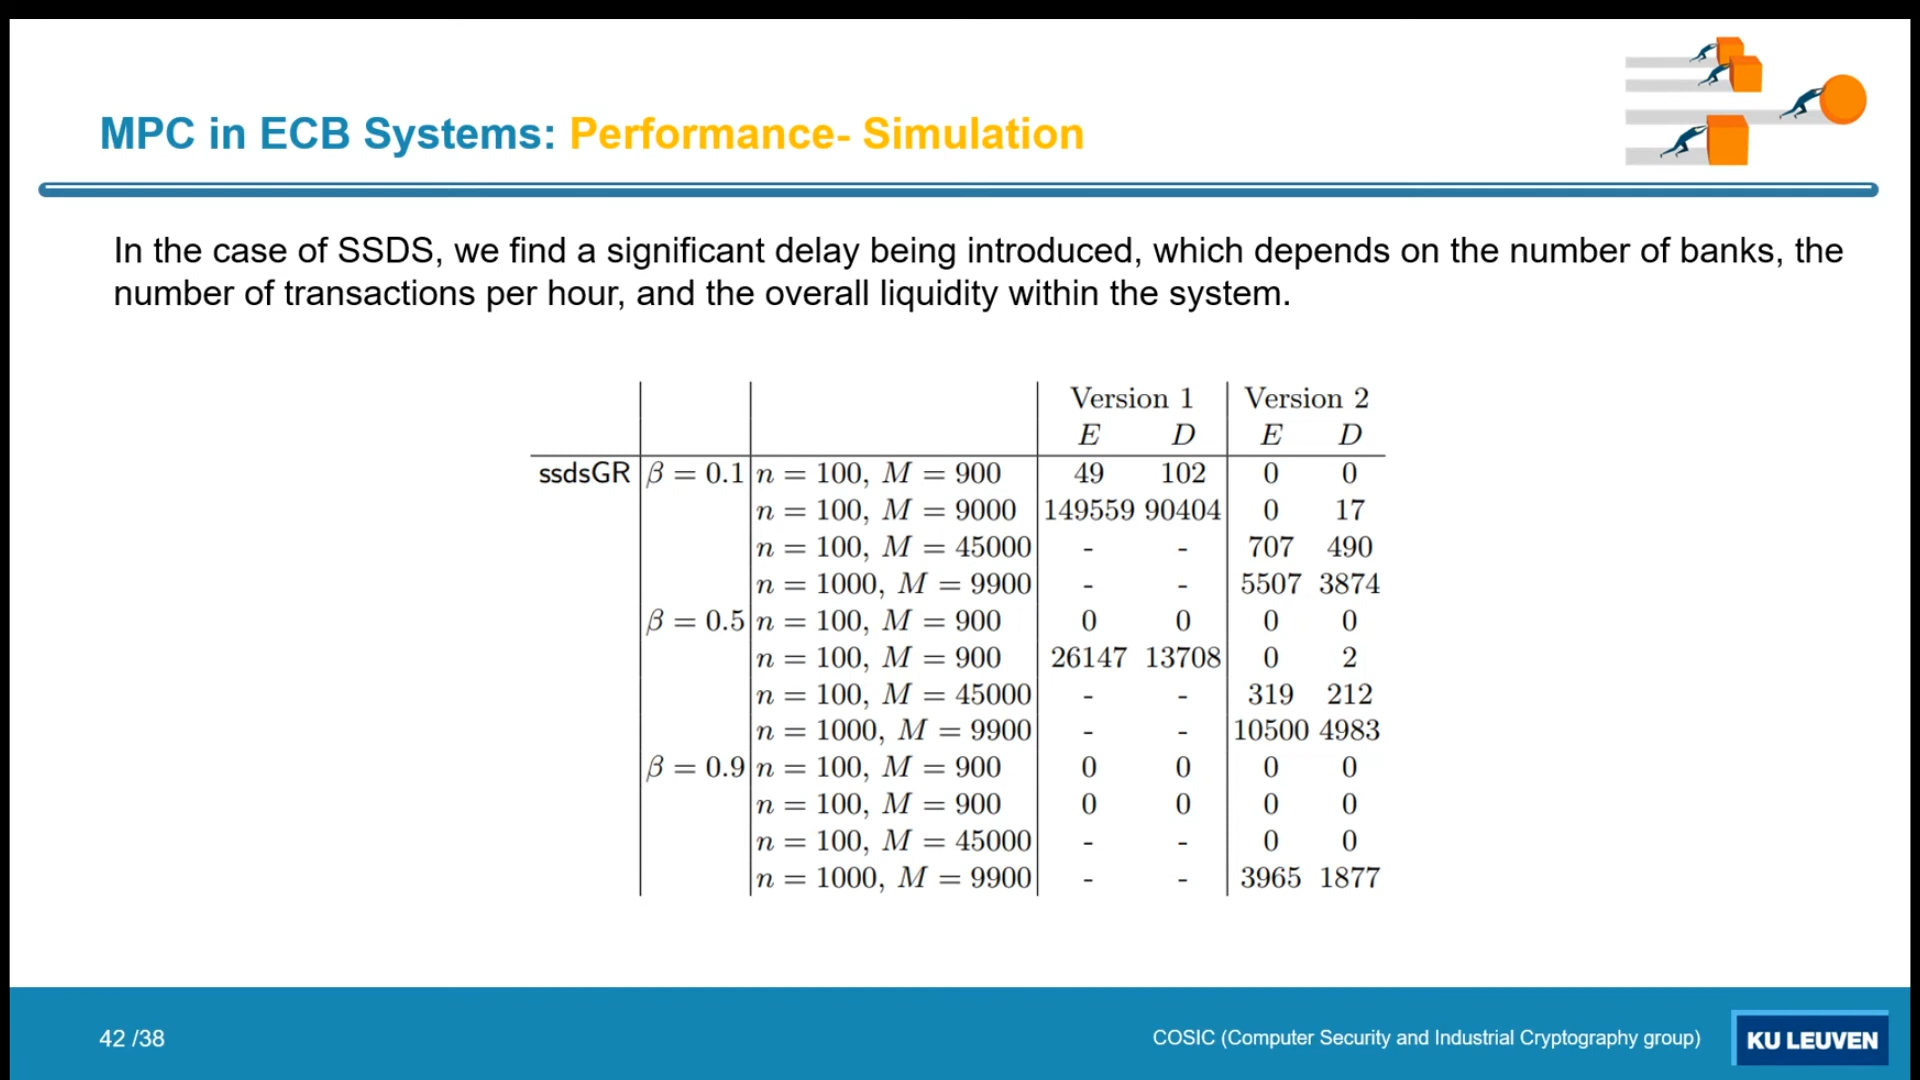 MPC in ECB Systems: Performance- Simulation
In the case of SSDS, we find a significant delay being introduced, which depends on the number of banks, the
number of transactions per hour, and the overall liquidity within the system.
Version 1 Version 2
E D E D
ssdsGR β = 0.1 n = 100, M = 900 49 102 0 0
n = 100, M = 9000 149559 90404 0 17
n = 100, M = 45000 - - 707 490
n = 1000, M = 9900 - - 5507 3874
β = 0.5 n = 100, M = 900 0 0 0 0
n = 100, M = 900 26147 13708 0 2
n = 100, M = 45000 - - 319 212
n = 1000, M = 9900 - - 10500 4983
β = 0.9 n = 100, M = 900 0 0 0 0
n = 100, M = 900 0 0 0 0
n = 100, M = 45000 - - 0 0
n = 1000, M = 9900 - - 3965 1877
42 /38
COSIC (Computer Security and Industrial Cryptography group)
KU LEUVEN